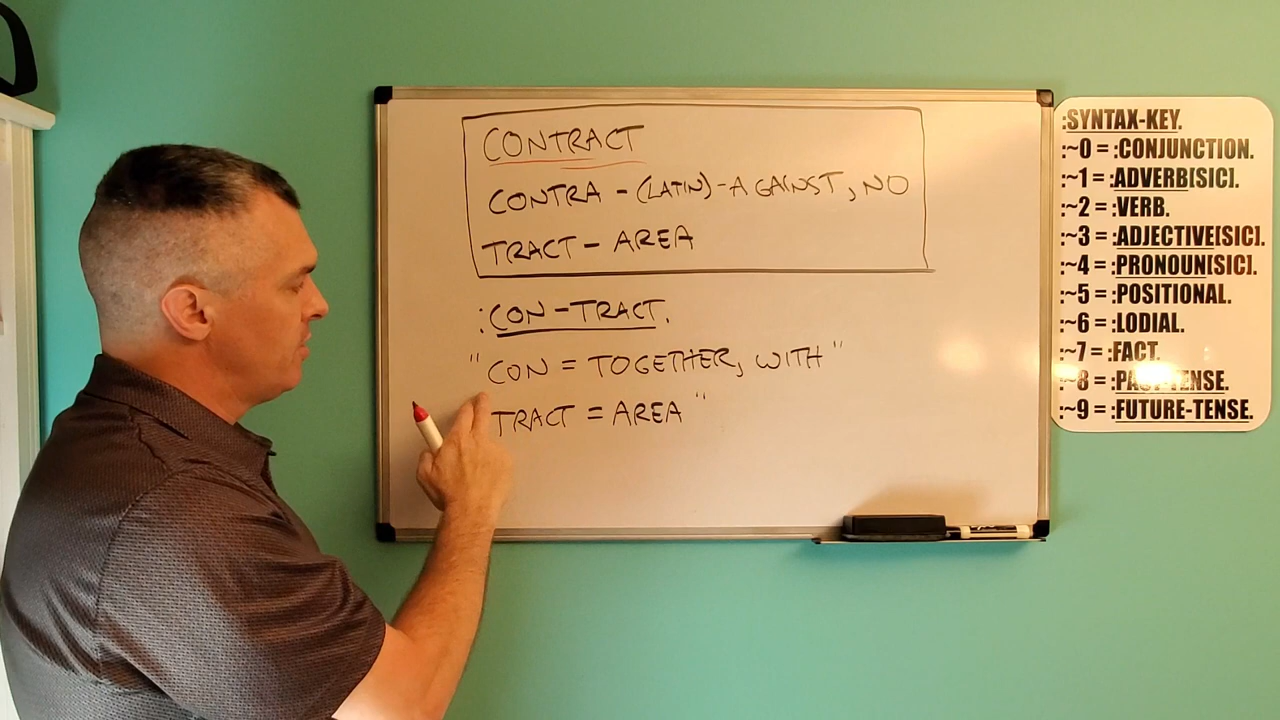 CONTRACT
CONTRA - (LATIN) - AGAINST, NO
TRACT - AREA
:CON-TRACT.
"CON = TOGETHER, WITH"
TRACT = AREA"
:SYNTAX-KEY.
:~0 = :CONJUNCTION.
:~1 = :ADVERB[SIC].
:~2 = :VERB.
:~3 = :ADJECTIVE[SIC].
:~4 = :PRONOUN[SIC].
:~5 = :POSITIONAL.
:~6 = :LODIAL.
:~7 = :FACT.
:~8 = :PAST-TENSE.
:~9 = :FUTURE-TENSE.